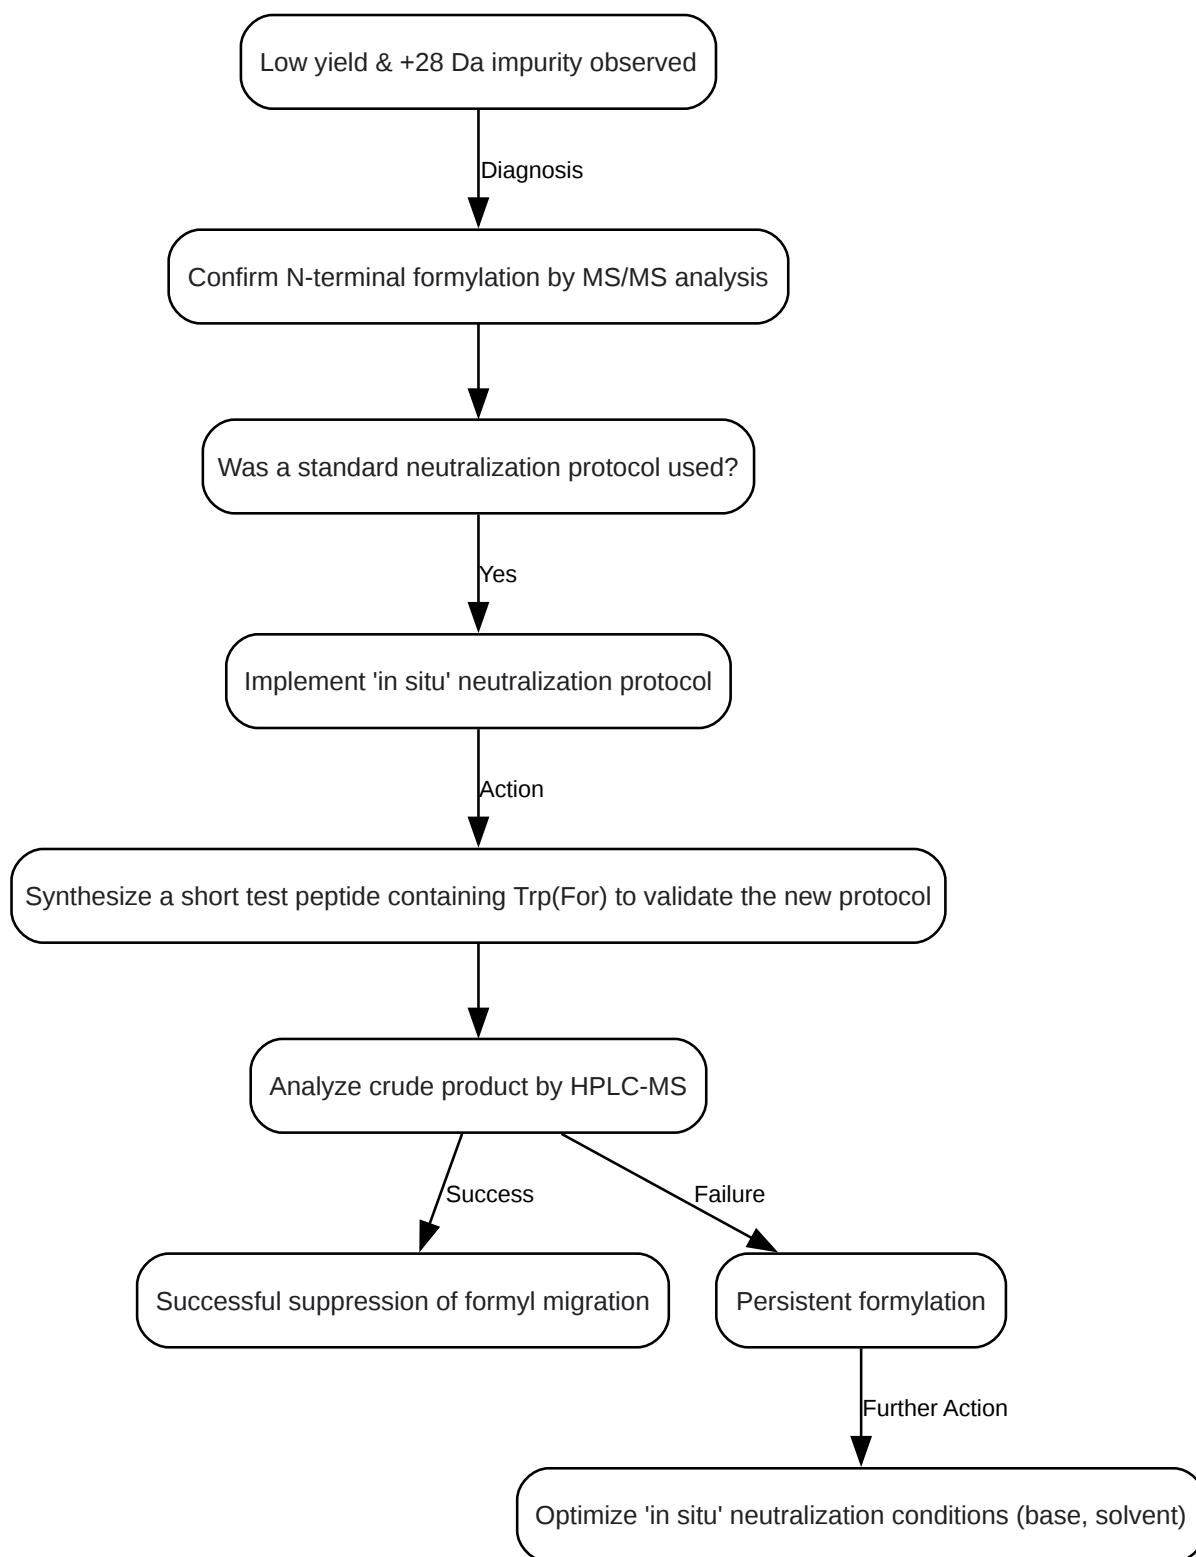 Low yield & +28 Da impurity observed
Diagnosis
Confirm N-terminal formylation by MS/MS analysis
Was a standard neutralization protocol used?
Yes
Implement 'in situ' neutralization protocol
Action
Synthesize a short test peptide containing Trp(For) to validate the new protocol
Analyze crude product by HPLC-MS
Success
Failure
Successful suppression of formyl migration
Persistent formylation
Further Action
Optimize 'in situ' neutralization conditions (base, solvent)